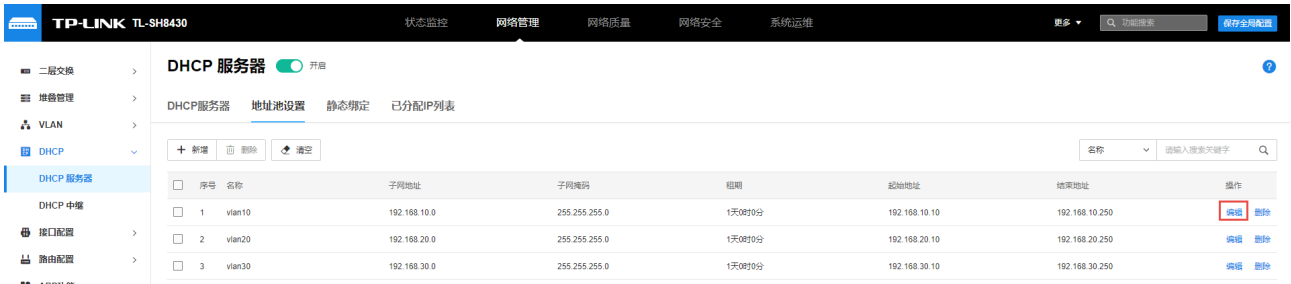 TP-LINK TL-SH8430 状态监控 网络管理 网络质量 网络安全 系统运维 更多 功能搜索 保存全局配置
二层交换
堆叠管理
VLAN
DHCP
DHCP 服务器
DHCP 中继
接口配置
路由配置
DHCP 服务器 开启
DHCP服务器 地址池设置 静态绑定 已分配IP列表
新增 删除 清空 名称 请输入搜索关键字
序号 名称 子网地址 子网掩码 租期 起始地址 结束地址 操作
1 vlan10 192.168.10.0 255.255.255.0 1天0时0分 192.168.10.10 192.168.10.250 编辑 删除
2 vlan20 192.168.20.0 255.255.255.0 1天0时0分 192.168.20.10 192.168.20.250 编辑 删除
3 vlan30 192.168.30.0 255.255.255.0 1天0时0分 192.168.30.10 192.168.30.250 编辑 删除